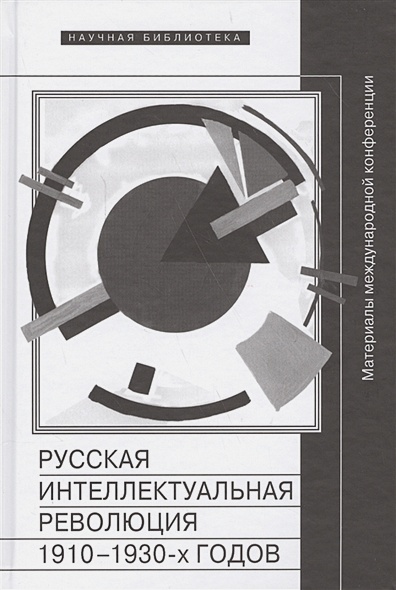 НАУЧНАЯ БИБЛИОТЕКА
Материалы международной конференции
РУССКАЯ
ИНТЕЛЛЕКТУАЛЬНАЯ
РЕВОЛЮЦИЯ
1910–1930-х ГОДОВ